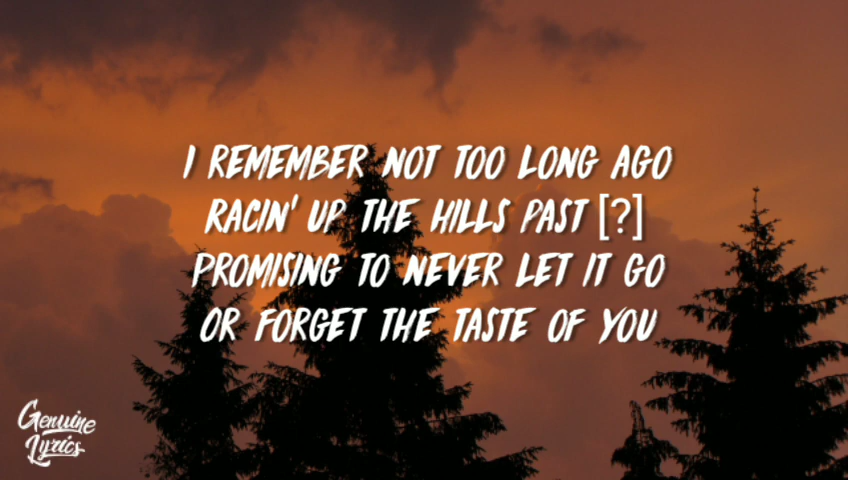 I REMEMBER NOT TOO LONG AGO
RACIN' UP THE HILLS PAST [?]
PROMISING TO NEVER LET IT GO
OR FORGET THE TASTE OF YOU
Genuine
Lyrics